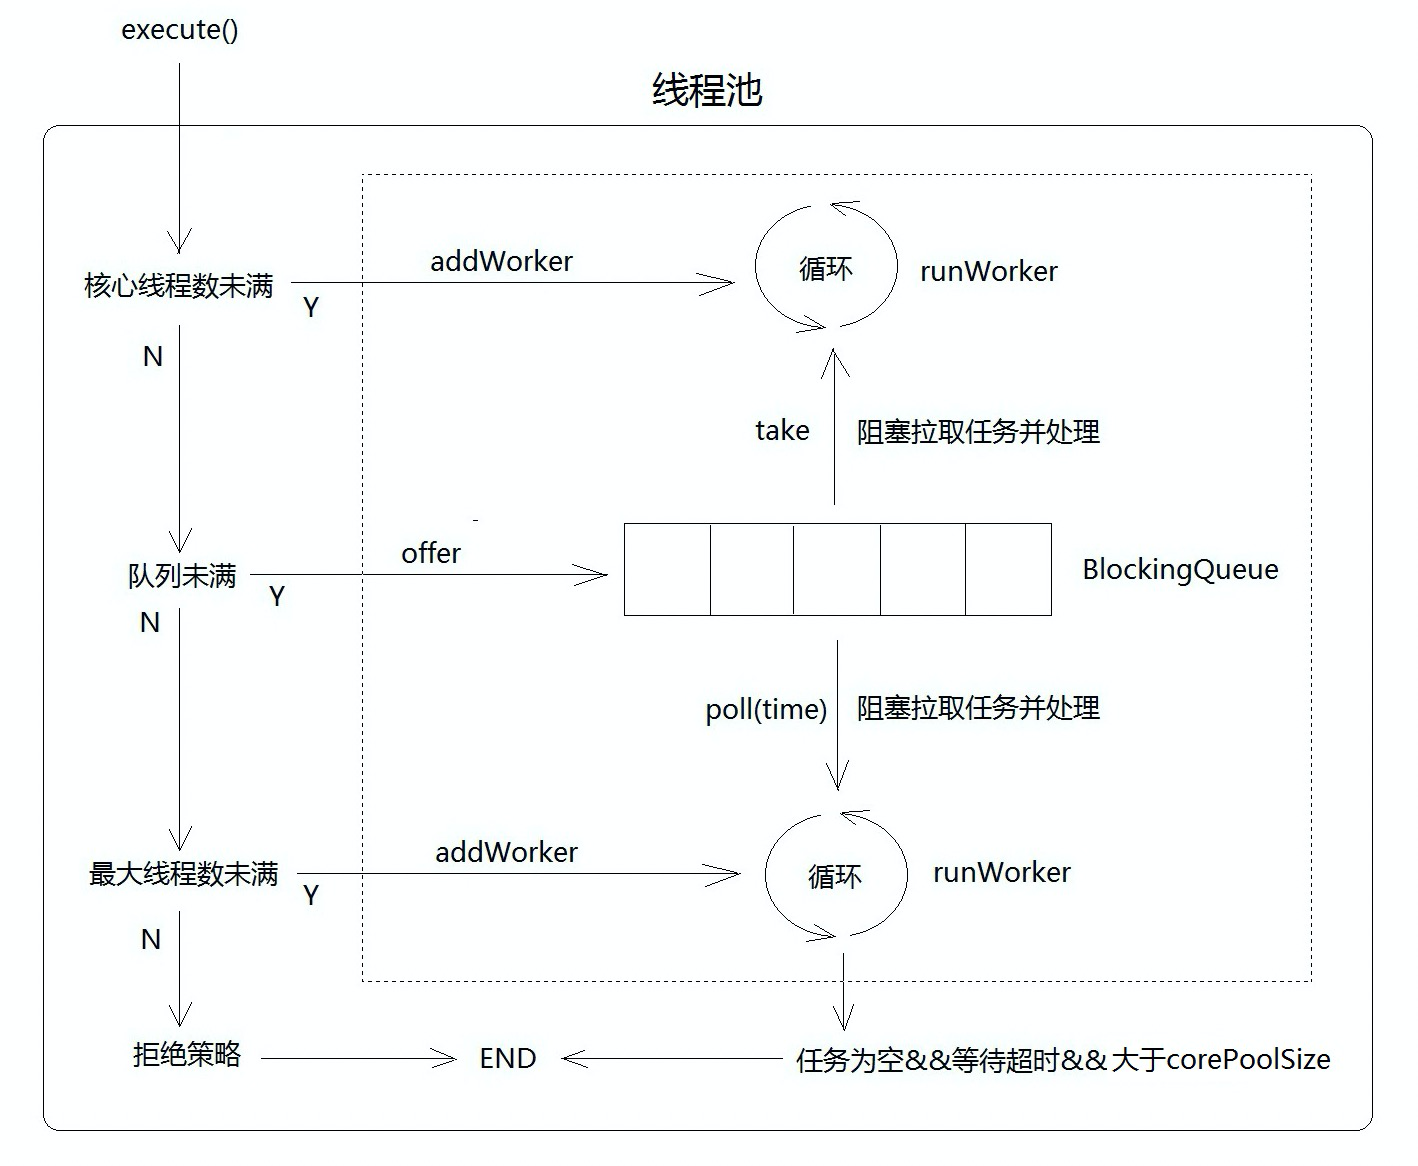 execute()
线程池
addWorker
循环
runWorker
核心线程数未满
Y
N
take
阻塞拉取任务并处理
offer
BlockingQueue
队列未满
Y
N
poll(time)
阻塞拉取任务并处理
addWorker
循环
runWorker
最大线程数未满
Y
N
拒绝策略
END
任务为空&&等待超时&&大于corePoolSize